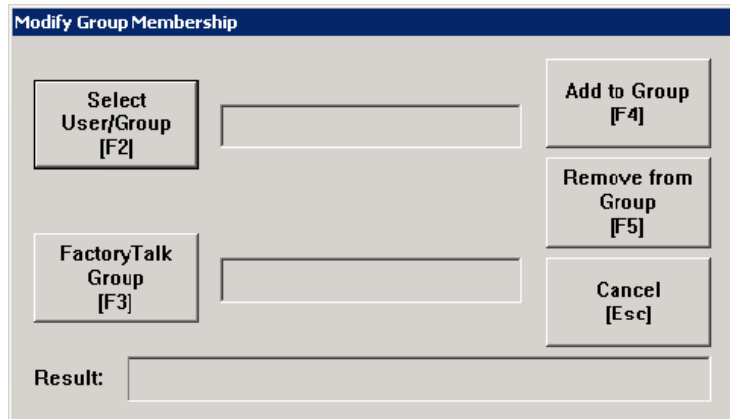 Modify Group Membership
Select
User/Group
[F2]
Add to Group
[F4]
Remove from
Group
[F5]
FactoryTalk
Group
[F3]
Cancel
[Esc]
Result: